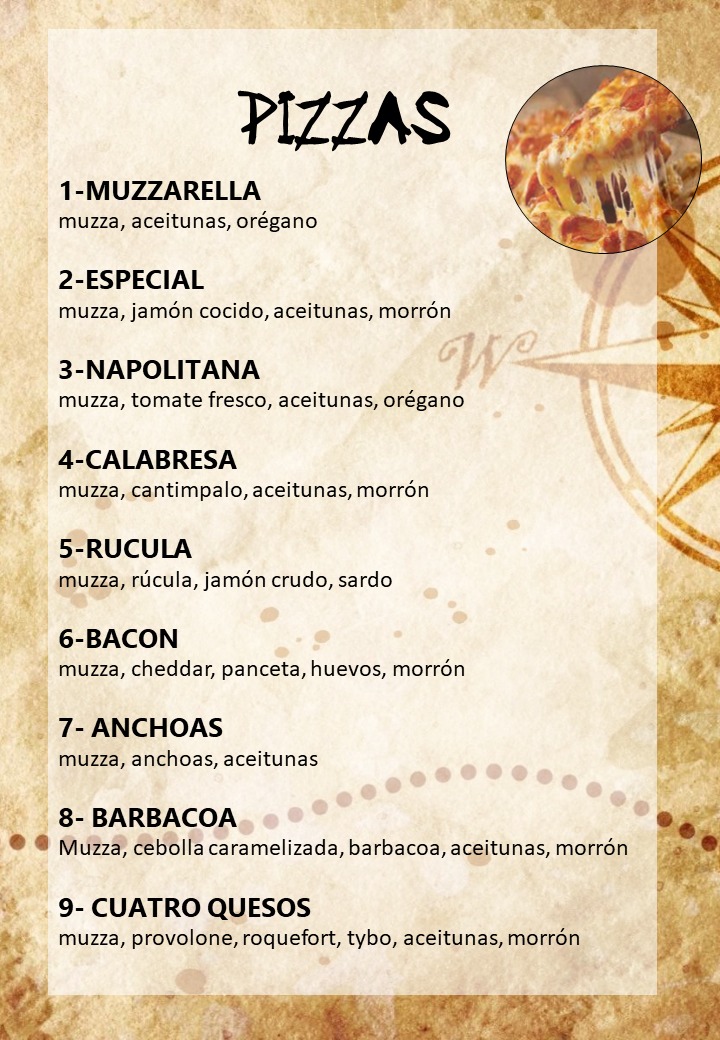 PIZZAS
1-MUZZARELLA
muzza, aceitunas, orégano
2-ESPECIAL
muzza, jamón cocido, aceitunas, morrón
3-NAPOLITANA
muzza, tomate fresco, aceitunas, orégano
W
4-CALABRESA
muzza, cantimpalo, aceitunas, morrón
5-RUCULA
muzza, rúcula, jamón crudo, sardo
6-BACON
muzza, cheddar, panceta, huevos, morrón
7- ANCHOAS
muzza, anchoas, aceitunas
8- BARBACOA
Muzza, cebolla caramelizada, barbacoa, aceitunas, morrón
9- CUATRO QUESOS
muzza, provolone, roquefort, tybo, aceitunas, morrón